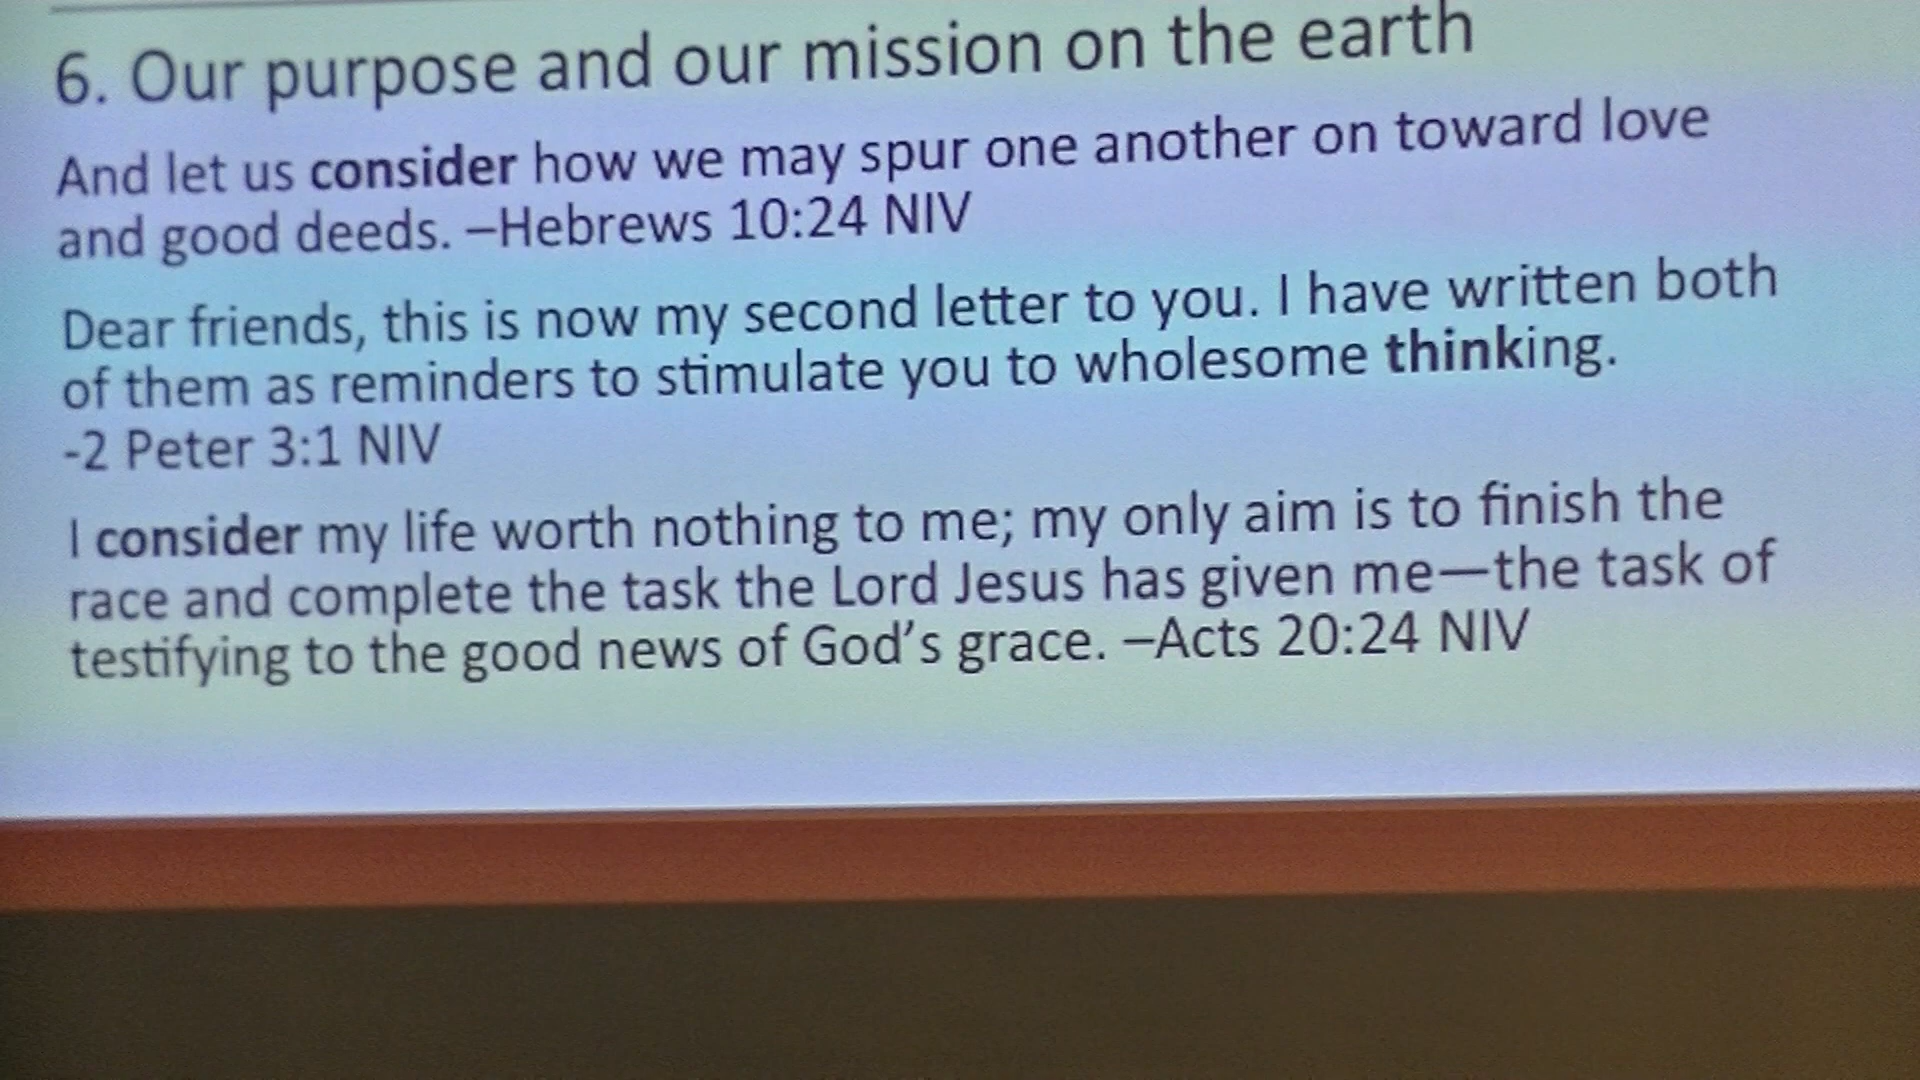 6. Our purpose and our mission on the earth
And let us consider how we may spur one another on toward love
and good deeds. –Hebrews 10:24 NIV
Dear friends, this is now my second letter to you. I have written both
of them as reminders to stimulate you to wholesome thinking.
-2 Peter 3:1 NIV
I consider my life worth nothing to me; my only aim is to finish the
race and complete the task the Lord Jesus has given me—the task of
testifying to the good news of God’s grace. –Acts 20:24 NIV